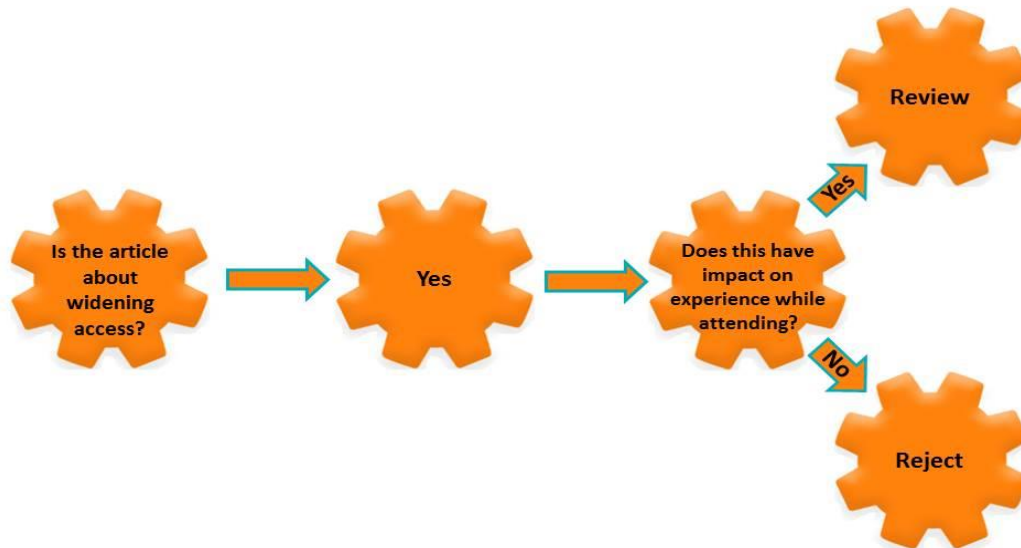 Is the article
about
widening
access?
Yes
Does this have
impact on
experience while
attending?
Yes
Review
No
Reject